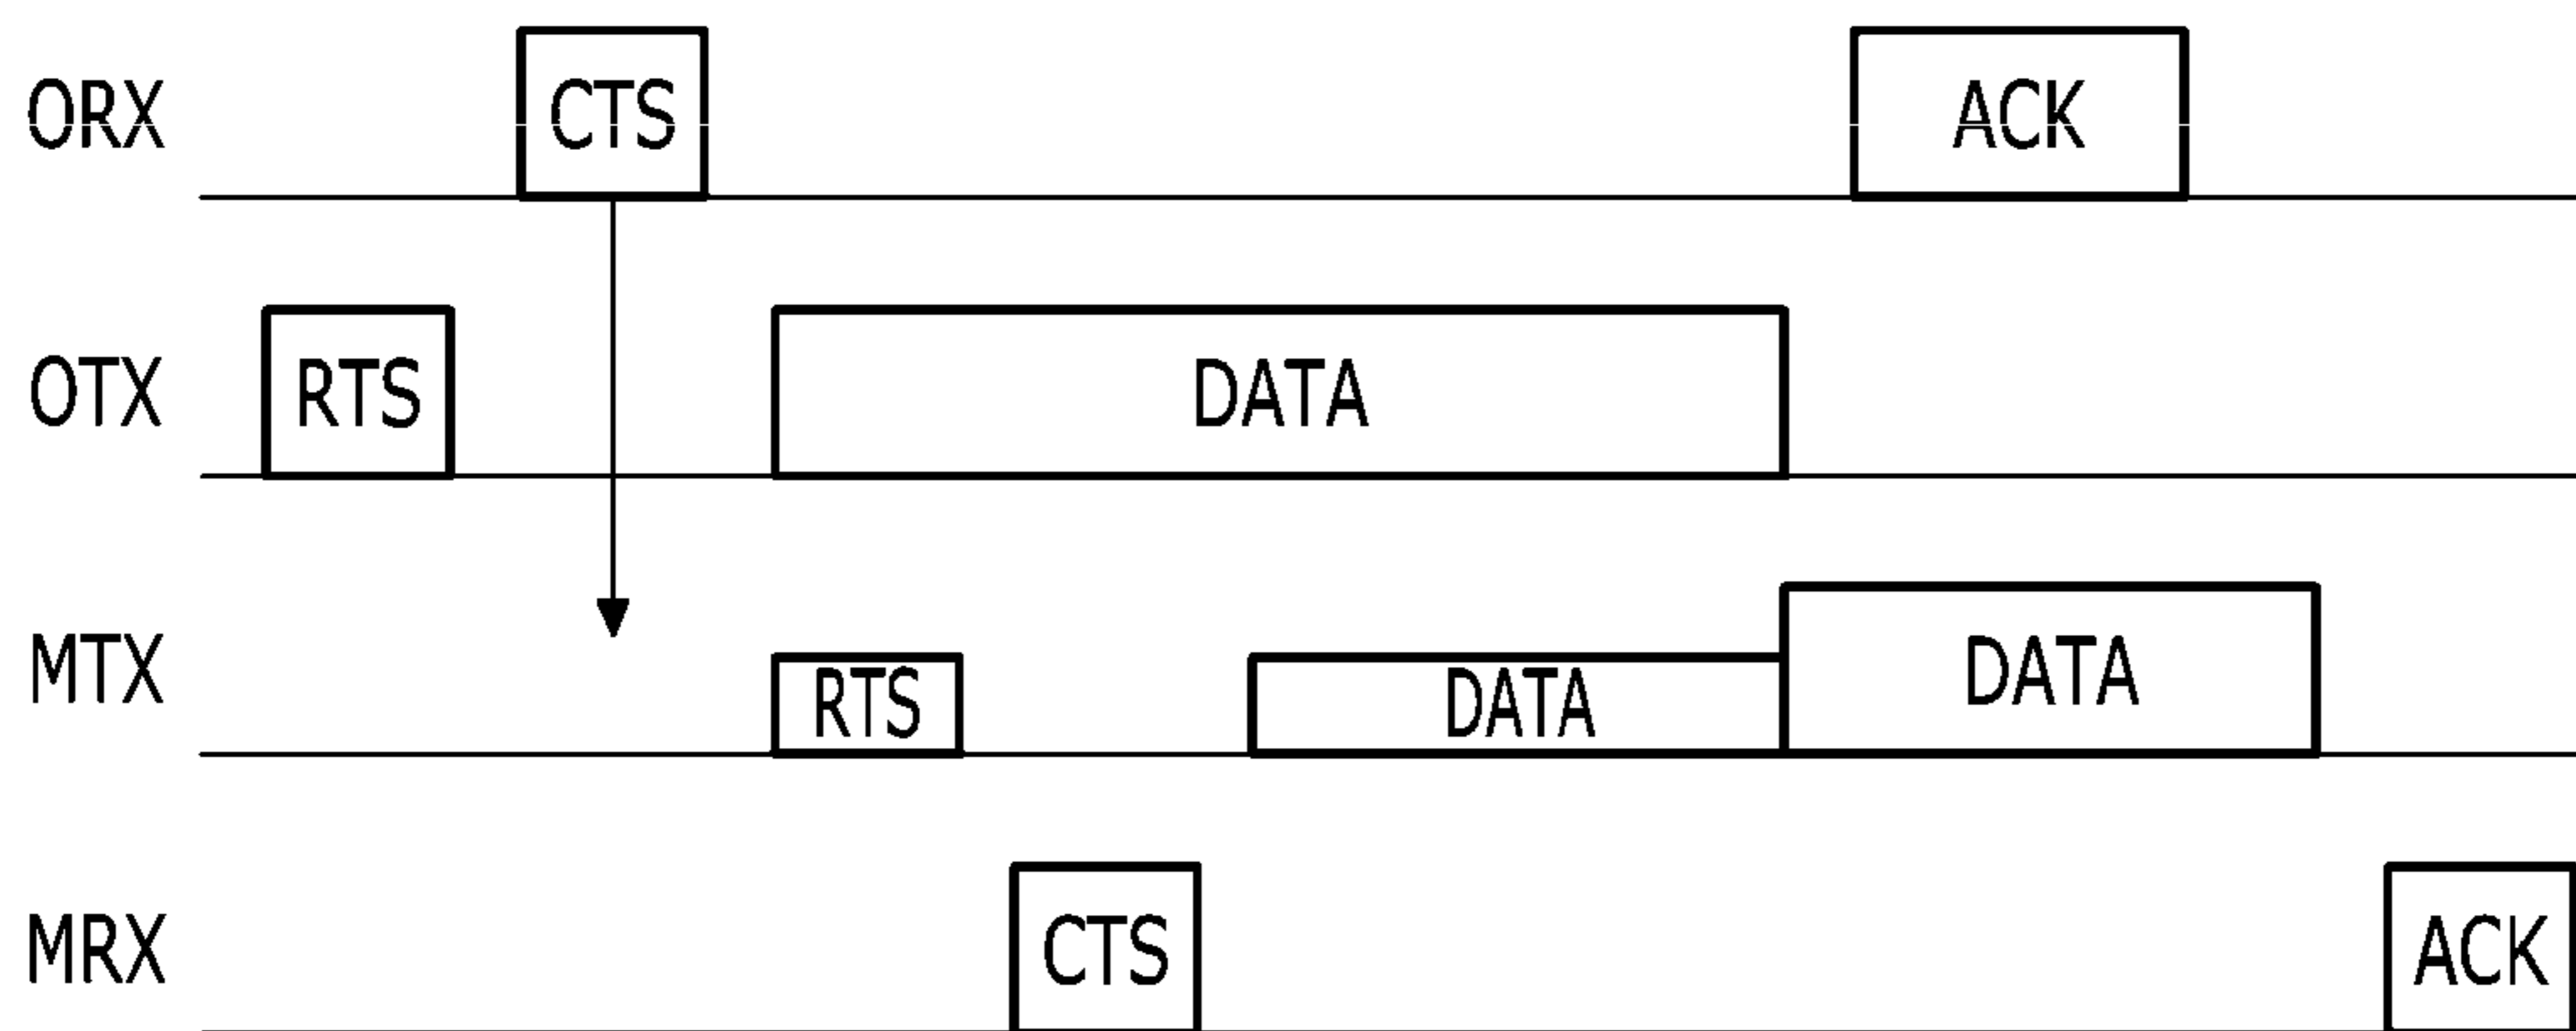 ORX CTS ACK
OTX RTS DATA
MTX RTS DATA DATA
MRX CTS ACK